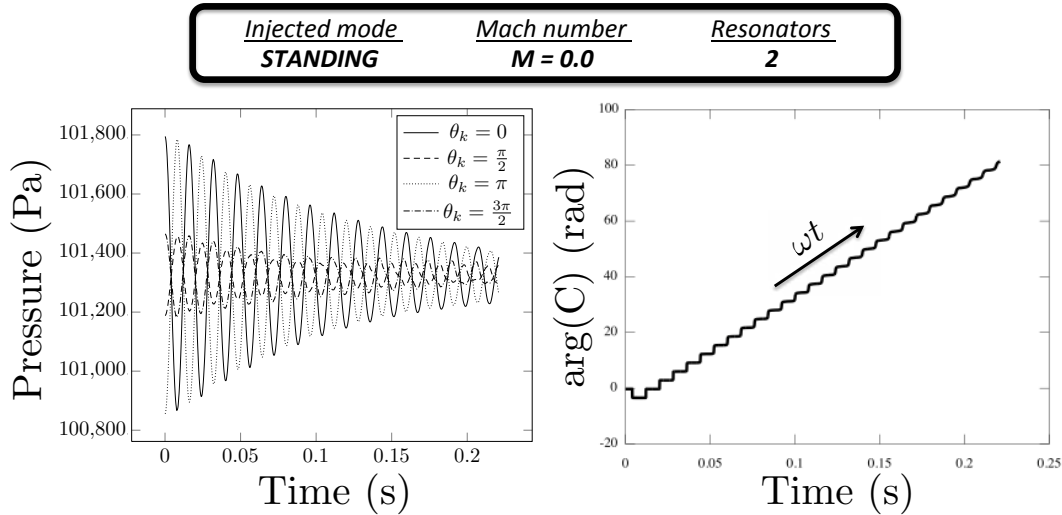 Injected mode Mach number Resonators
STANDING M = 0.0 2
Pressure (Pa)
101,800
101,600
101,400
101,200
101,000
100,800
0 0.05 0.1 0.15 0.2
Time (s)
θk = 0
θk = π/2
θk = π
θk = 3π/2
arg(C) (rad)
100
80
60
40
20
0
-20
0 0.05 0.1 0.15 0.2 0.25
Time (s)
ωt